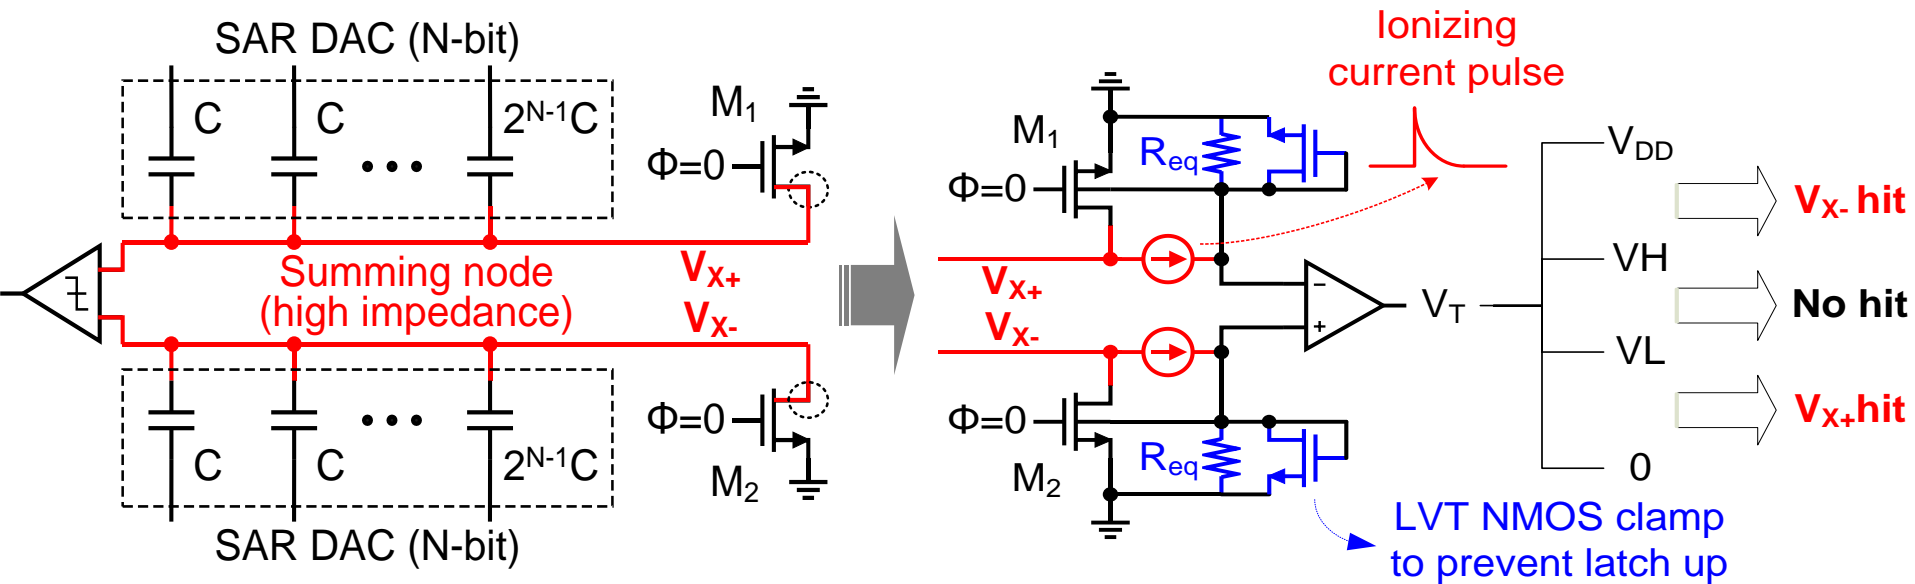 SAR DAC (N-bit)
C
C
2^N-1C
M1
Φ=0
Summing node
(high impedance)
VX+
VX-
Φ=0
M2
C
C
2^N-1C
SAR DAC (N-bit)
Ionizing
current pulse
M1
Req
Φ=0
VX+
VX-
−
+
VT
Φ=0
Req
M2
LVT NMOS clamp
to prevent latch up
VDD
VH
VL
0
VX- hit
No hit
VX+ hit